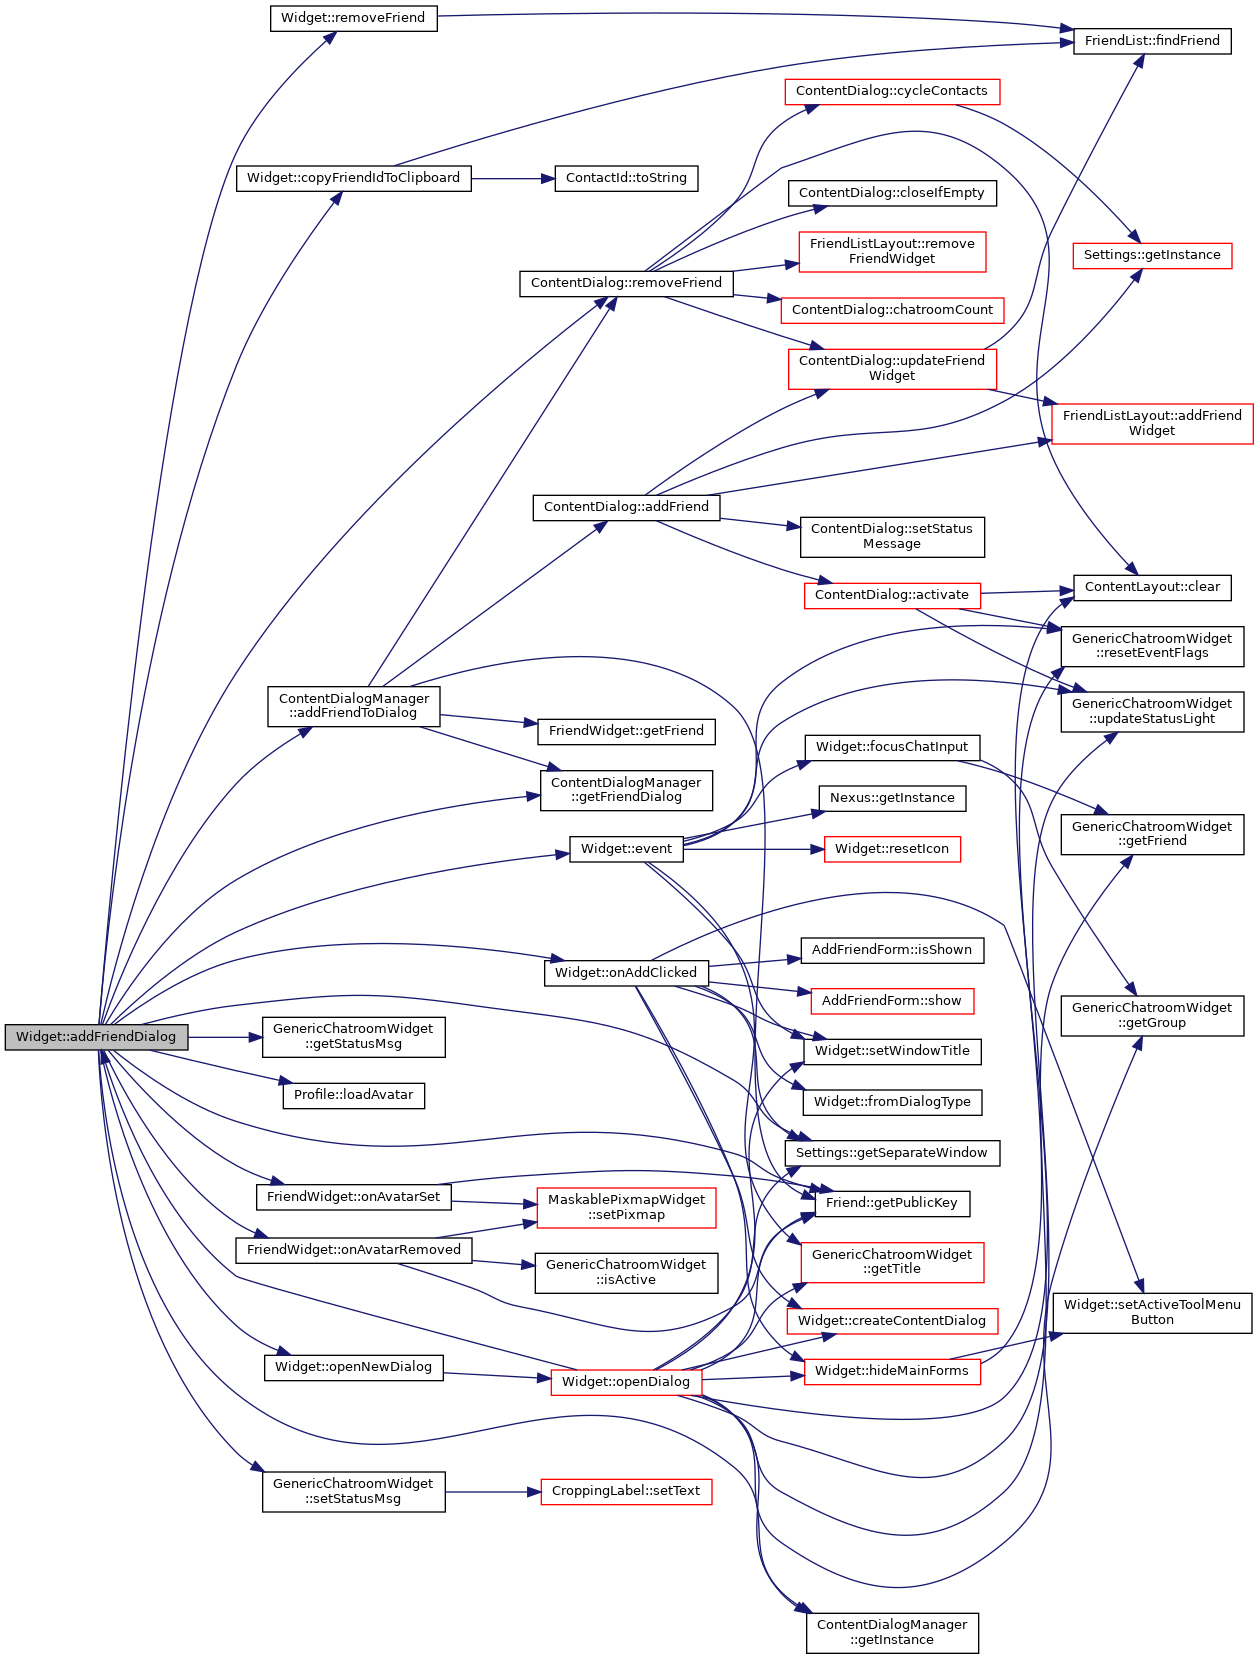 Widget::removeFriend
FriendList::findFriend
ContentDialog::cycleContacts
Widget::copyFriendIdToClipboard
ContactId::toString
ContentDialog::closeIfEmpty
FriendListLayout::remove
FriendWidget
Settings::getInstance
ContentDialog::removeFriend
ContentDialog::chatroomCount
ContentDialog::updateFriend
Widget
FriendListLayout::addFriend
Widget
ContentDialog::addFriend
ContentDialog::setStatus
Message
ContentDialog::activate
ContentLayout::clear
GenericChatroomWidget
::resetEventFlags
ContentDialogManager
::addFriendToDialog
GenericChatroomWidget
::updateStatusLight
FriendWidget::getFriend
Widget::focusChatInput
ContentDialogManager
::getFriendDialog
Nexus::getInstance
GenericChatroomWidget
::getFriend
Widget::event
Widget::resetIcon
AddFriendForm::isShown
Widget::onAddClicked
AddFriendForm::show
GenericChatroomWidget
::getGroup
Widget::addFriendDialog
GenericChatroomWidget
::getStatusMsg
Widget::setWindowTitle
Profile::loadAvatar
Widget::fromDialogType
Settings::getSeparateWindow
FriendWidget::onAvatarSet
MaskablePixmapWidget
::setPixmap
Friend::getPublicKey
FriendWidget::onAvatarRemoved
GenericChatroomWidget
::isActive
GenericChatroomWidget
::getTitle
Widget::createContentDialog
Widget::setActiveToolMenu
Button
Widget::openNewDialog
Widget::openDialog
Widget::hideMainForms
GenericChatroomWidget
::setStatusMsg
CroppingLabel::setText
ContentDialogManager
::getInstance